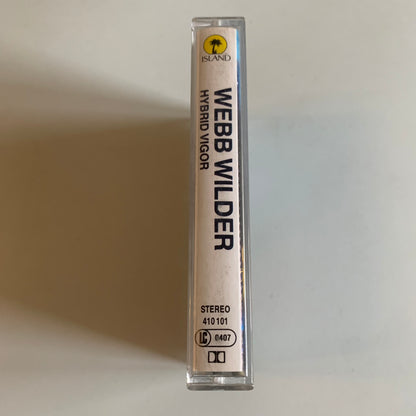 ISLAND
WEBB WILDER
HYBRID VIGOR
STEREO
410 101
LC 0407